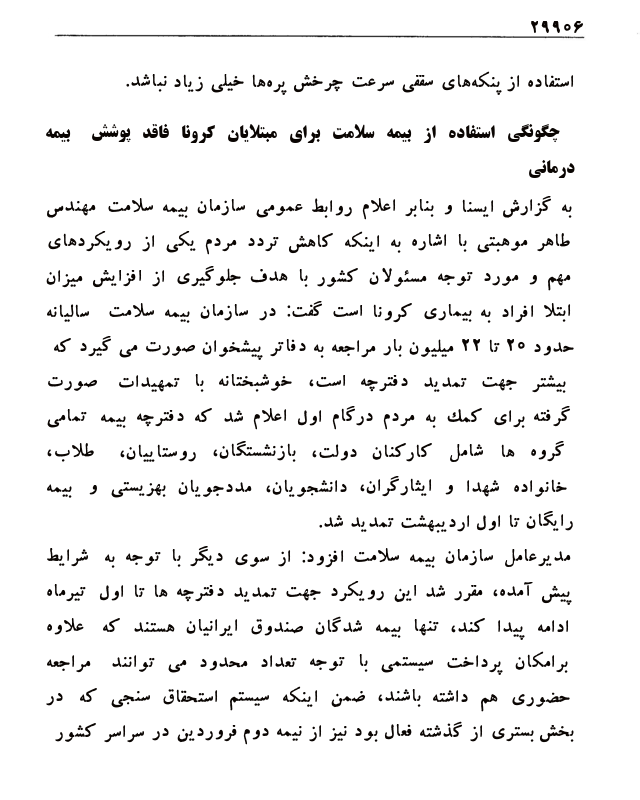 ۲۹۹۰۶
استفاده از پنکه‌های سقفی سرعت چرخش پره‌ها خیلی زیاد نباشد.
چگونگی استفاده از بیمه سلامت برای مبتلایان کرونا فاقد پوشش بیمه
درمانی
به گزارش ایسنا و بنابر اعلام روابط عمومی سازمان بیمه سلامت مهندس
طاهر موهبتی با اشاره به اینکه کاهش تردد مردم یکی از رویکردهای
مهم و مورد توجه مسئولان کشور با هدف جلوگیری از افزایش میزان
ابتلا افراد به بیماری کرونا است گفت: در سازمان بیمه سلامت سالیانه
حدود ۲۰ تا ۲۲ میلیون بار مراجعه به دفاتر پیشخوان صورت می گیرد که
بیشتر جهت تمدید دفترچه است، خوشبختانه با تمهیدات صورت
گرفته برای کمك به مردم درگام اول اعلام شد که دفترچه بیمه تمامی
گروه ها شامل کارکنان دولت، بازنشستگان، روستاییان، طلاب،
خانواده شهدا و ایثارگران، دانشجویان، مددجویان بهزیستی و بیمه
رایگان تا اول اردیبهشت تمدید شد.
مدیرعامل سازمان بیمه سلامت افزود: از سوی دیگر با توجه به شرایط
پیش آمده، مقرر شد این رویکرد جهت تمدید دفترچه ها تا اول تیرماه
ادامه پیدا کند، تنها بیمه شدگان صندوق ایرانیان هستند که علاوه
برامکان پرداخت سیستمی با توجه تعداد محدود می توانند مراجعه
حضوری هم داشته باشند، ضمن اینکه سیستم استحقاق سنجی که در
بخش بستری از گذشته فعال بود نیز از نیمه دوم فروردین در سراسر کشور